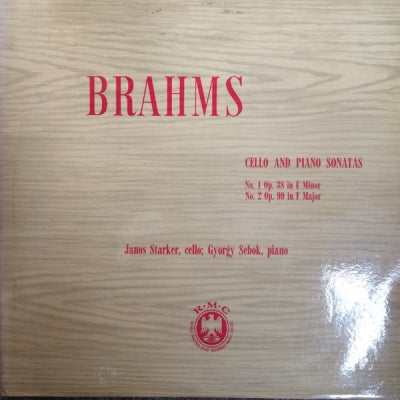 BRAHMS
CELLO AND PIANO SONATAS
No. 1 Op. 38 in E Minor
No. 2 Op. 99 in F Major
Janos Starker, cello; Gyorgy Sebok, piano
R·M·C